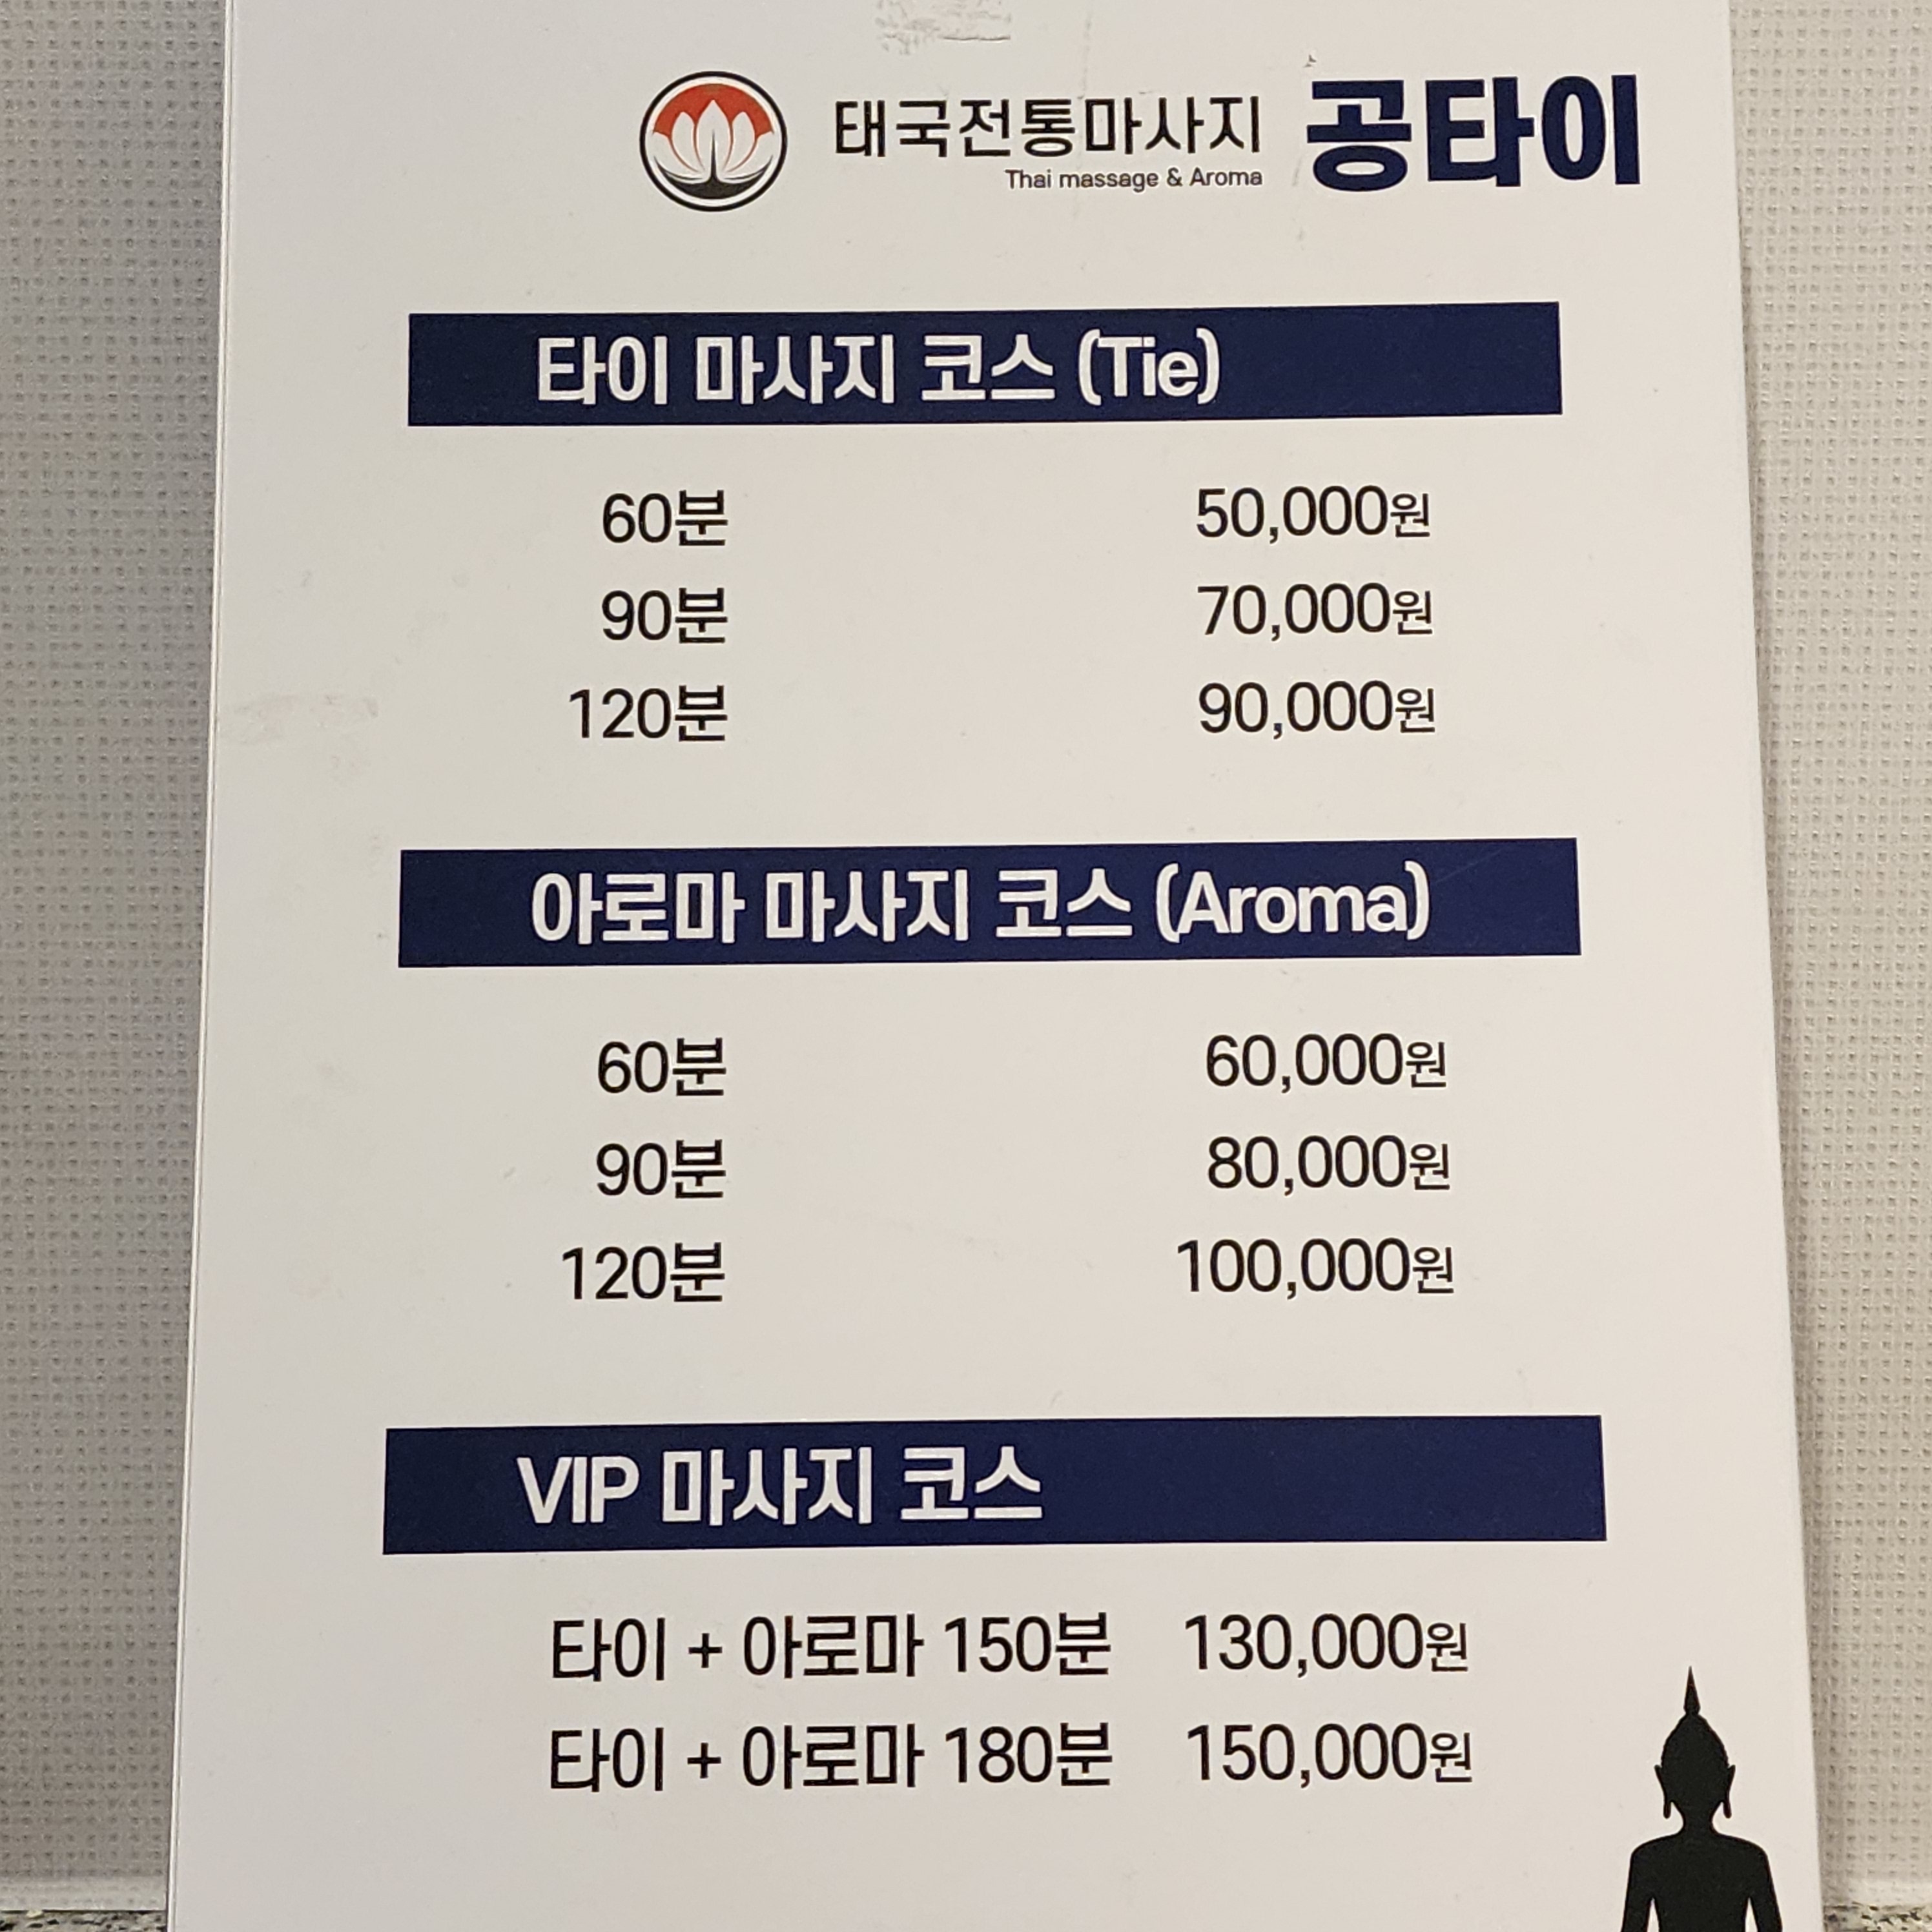 태국전통마사지 공타이
Thai massage & Aroma
타이 마사지 코스 (Tie)
60분 50,000원
90분 70,000원
120분 90,000원
아로마 마사지 코스 (Aroma)
60분 60,000원
90분 80,000원
120분 100,000원
VIP 마사지 코스
타이 + 아로마 150분 130,000원
타이 + 아로마 180분 150,000원